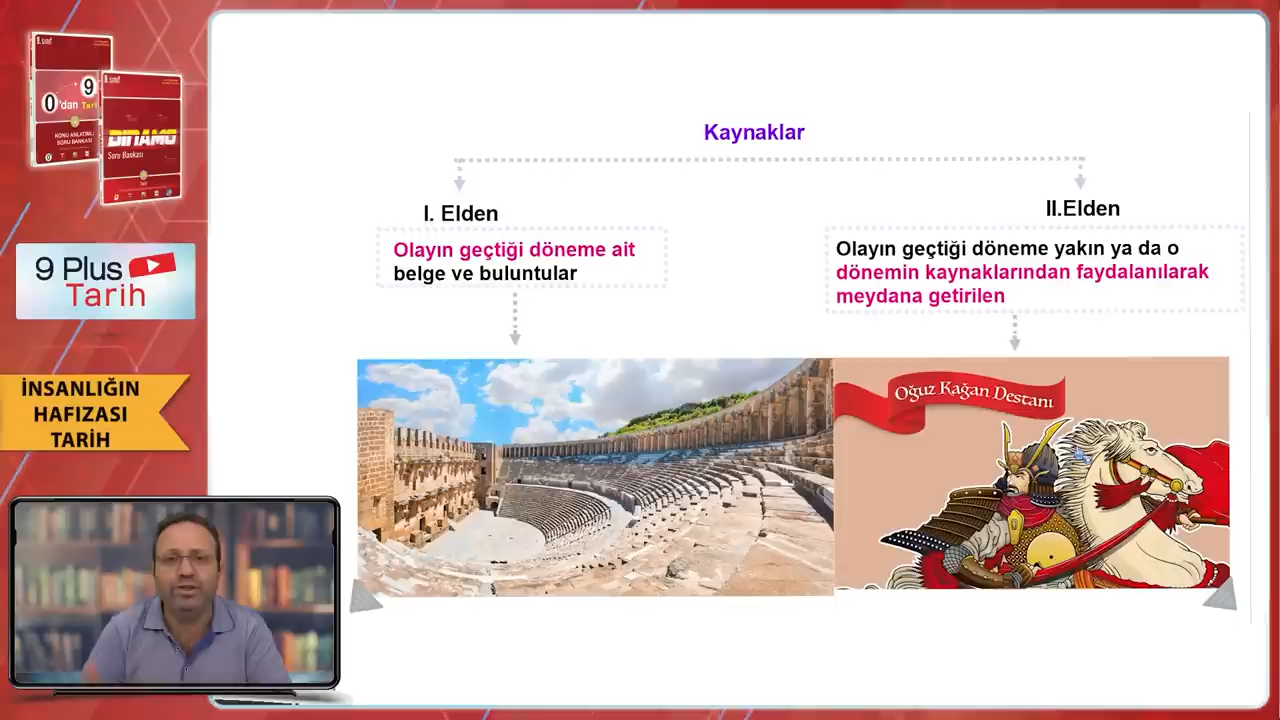 9.sınıf
0'dan 9
KONU ANLATIMLI
SORU BANKASI
DİNAMO
Soru Bankası
9 Plus
Tarih
İNSANLIĞIN
HAFIZASI
TARİH
Kaynaklar
I. Elden
Olayın geçtiği döneme ait
belge ve buluntular
II.Elden
Olayın geçtiği döneme yakın ya da o
dönemin kaynaklarından faydalanılarak
meydana getirilen
Oğuz Kağan Destanı